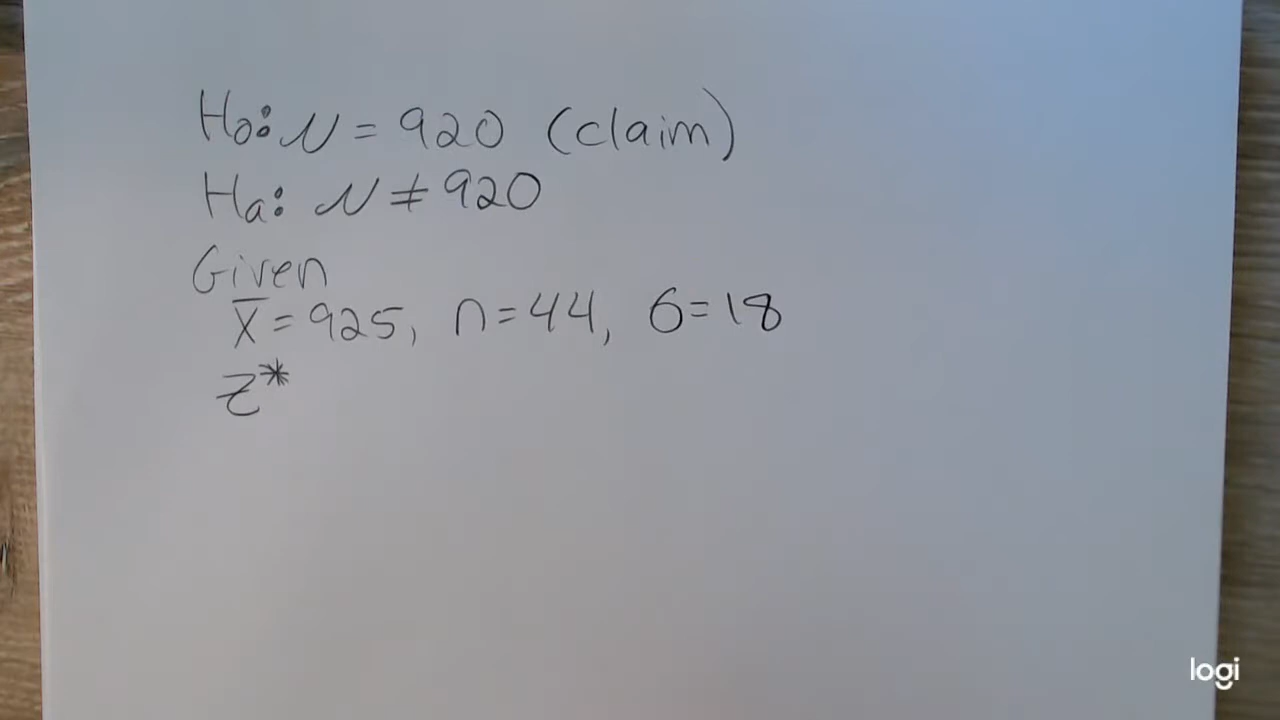 H₀: μ = 920 (claim)
Ha: μ ≠ 920
Given
x̄ = 925, n = 44, σ = 18
z*
logi